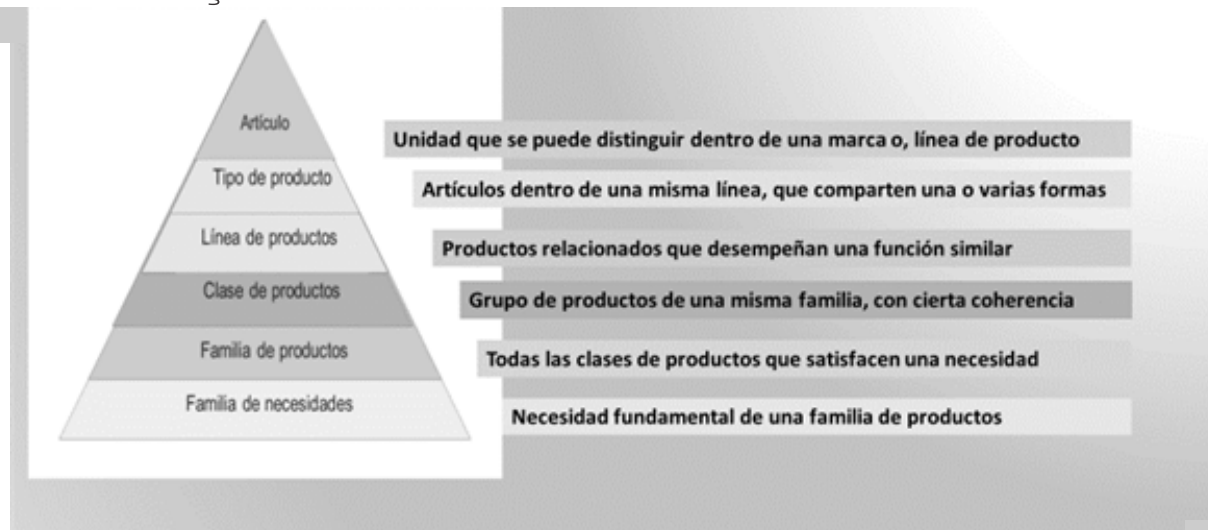 Artículo
Unidad que se puede distinguir dentro de una marca o, línea de producto
Tipo de producto
Artículos dentro de una misma línea, que comparten una o varias formas
Línea de productos
Productos relacionados que desempeñan una función similar
Clase de productos
Grupo de productos de una misma familia, con cierta coherencia
Familia de productos
Todas las clases de productos que satisfacen una necesidad
Familia de necesidades
Necesidad fundamental de una familia de productos